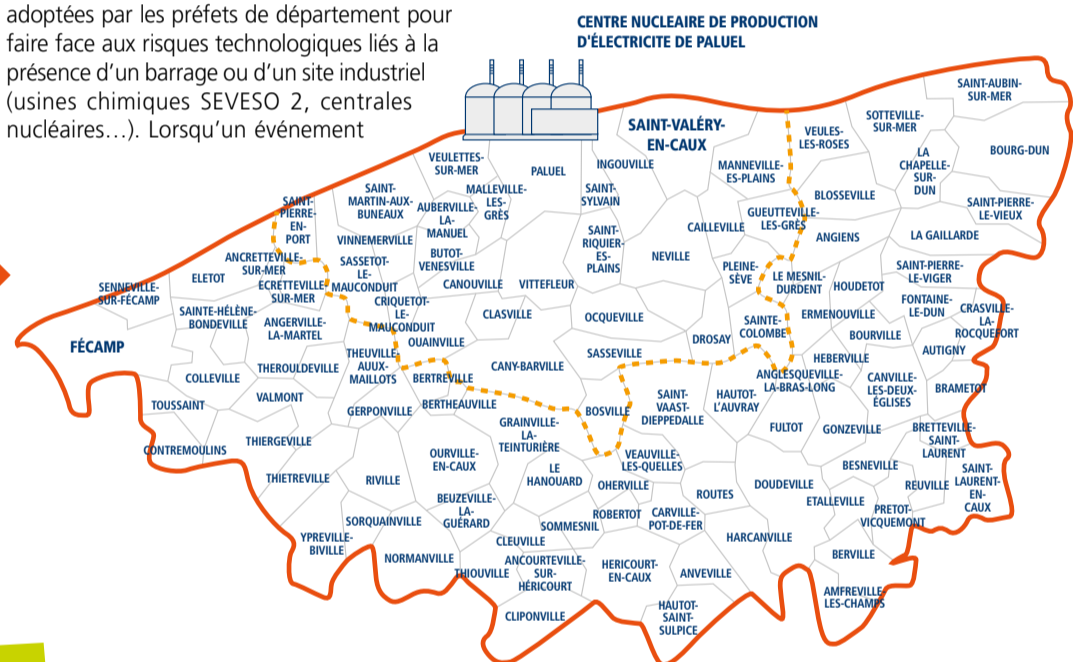 adoptées par les préfets de département pour
faire face aux risques technologiques liés à la
présence d'un barrage ou d'un site industriel
(usines chimiques SEVESO 2, centrales
nucléaires…). Lorsqu'un événement
CENTRE NUCLEAIRE DE PRODUCTION
D'ÉLECTRICITE DE PALUEL
SAINT-AUBIN-
SUR-MER
SOTTEVILLE-
SUR-MER
SAINT-VALÉRY-
EN-CAUX
VEULES-
LES-ROSES
BOURG-DUN
LA
CHAPELLE-
SUR-
DUN
VEULETTES-
SUR-MER
PALUEL
INGOUVILLE
MANNEVILLE-
ES-PLAINS
SAINT-
MARTIN-AUX-
BUNEAUX
MALLEVILLE-
LES-
GRÈS
SAINT-
SYLVAIN
BLOSSEVILLE
SAINT-
PIERRE-
EN-
PORT
AUBERVILLE-
LA-
MANUEL
SAINT-PIERRE-
LE-VIEUX
GUEUTTEVILLE-
LES-GRÈS
CAILLEVILLE
SAINT-
RIQUIER-
ES-
PLAINS
VINNEMERVILLE
ANGIENS
LA GAILLARDE
BUTOT-
VENESVILLE
NEVILLE
ANCRETTEVILLE-
SUR-MER
SASSETOT-
LE-
MAUCONDUIT
PLEINE-
SÈVE
SAINT-PIERRE-
LE-VIGER
ELETOT
LE MESNIL-
DURDENT
HOUDETOT
SENNEVILLE-
SUR-FÉCAMP
ÉCRETTEVILLE-
SUR-MER
CANOUVILLE
VITTEFLEUR
FONTAINE-
LE-DUN
CRASVILLE-
LA-
ROCQUEFORT
CRIQUETOT-
LE-
MAUCONDUIT
SAINTE-HÉLÈNE-
BONDEVILLE
CLASVILLE
OCQUEVILLE
SAINTE-
COLOMBE
ERMENOUVILLE
ANGERVILLE-
LA-MARTEL
BOURVILLE
OUAINVILLE
DROSAY
FÉCAMP
THEUVILLE-
AUUX-
MAILLOTS
SASSEVILLE
HEBERVILLE
AUTIGNY
THEROULDEVILLE
CANY-BARVILLE
COLLEVILLE
BERTREVILLE
ANGLESQUEVILLE-
LA-BRAS-LONG
CANVILLE-
LES-DEUX-
ÉGLISES
BRAMETOT
VALMONT
SAINT-
VAAST-
DIEPPEDALLE
HAUTOT-
L'AUVRAY
TOUSSAINT
BERTHEAUVILLE
GERPONVILLE
BOSVILLE
GRAINVILLE-
LA-
TEINTURIÈRE
FULTOT
GONZEVILLE
BRETTEVILLE-
SAINT-
LAURENT
THIERGEVILLE
CONTREMOULINS
OURVILLE-
EN-CAUX
VEAUVILLE-
LES-QUELLES
BESNEVILLE
SAINT-
LAURENT-
EN-
CAUX
THIETREVILLE
RIVILLE
LE
HANOUARD
OHERVILLE
DOUDEVILLE
REUVILLE
ROUTES
ETALLEVILLE
BEUZEVILLE-
LA-
GUÉRARD
PRETOT-
VICQUEMONT
SORQUAINVILLE
SOMMESNIL
ROBERTOT
CARVILLE-
POT-DE-FER
YPREVILLE-
BIVILLE
CLEUVILLE
HARCANVILLE
BERVILLE
NORMANVILLE
THIOUVILLE
ANCOURTEVILLE-
SUR-
HÉRICOURT
HERICOURT-
EN-CAUX
ANVEVILLE
AMFREVILLE-
LES-CHAMPS
CLIPONVILLE
HAUTOT-
SAINT-
SULPICE